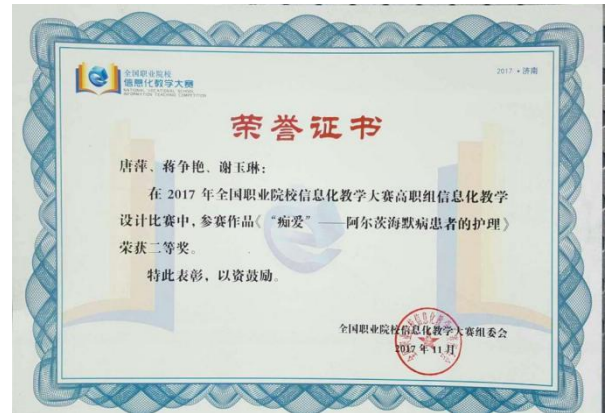 全国职业院校
信息化教学大赛
NATIONAL VOCATIONAL SCHOOL
INFORMATION TEACHING COMPETITION
2017·济南
荣誉证书
唐萍、蒋争艳、谢玉琳：
在 2017 年全国职业院校信息化教学大赛高职组信息化教学
设计比赛中，参赛作品《“痴爱”——阿尔茨海默病患者的护理》
荣获二等奖。
特此表彰，以资鼓励。
全国职业院校信息化教学大赛组委会
2017 年 11 月